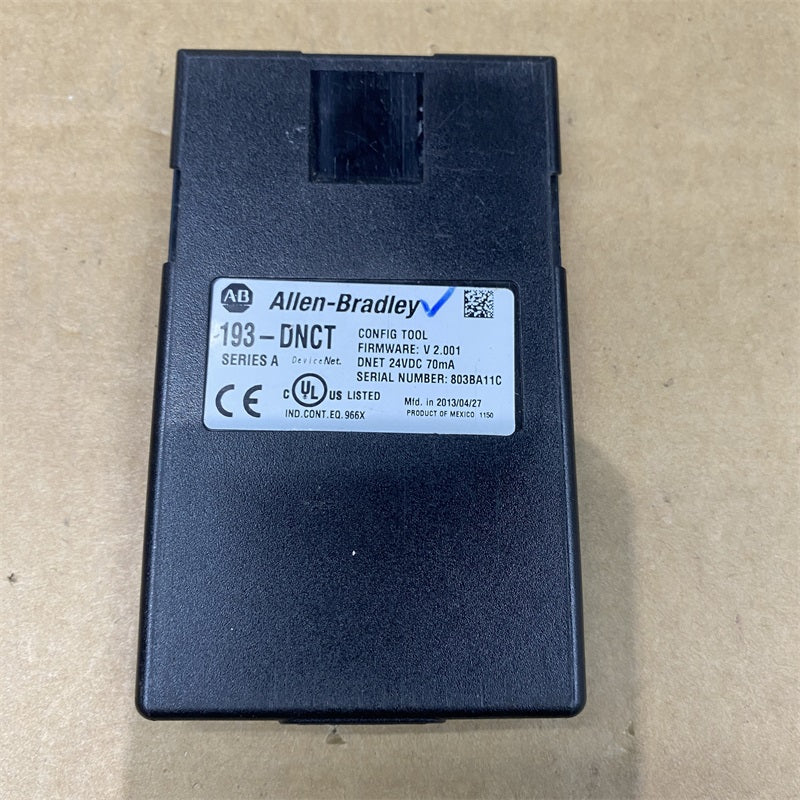 AB Allen-Bradley
193-DNCT
SERIES A DeviceNet.
CONFIG TOOL
FIRMWARE: V 2.001
DNET 24VDC 70mA
SERIAL NUMBER: 803BA11C
CE
C UL US LISTED
IND.CONT.EQ.966X
Mfd. in 2013/04/27
PRODUCT OF MEXICO 1150